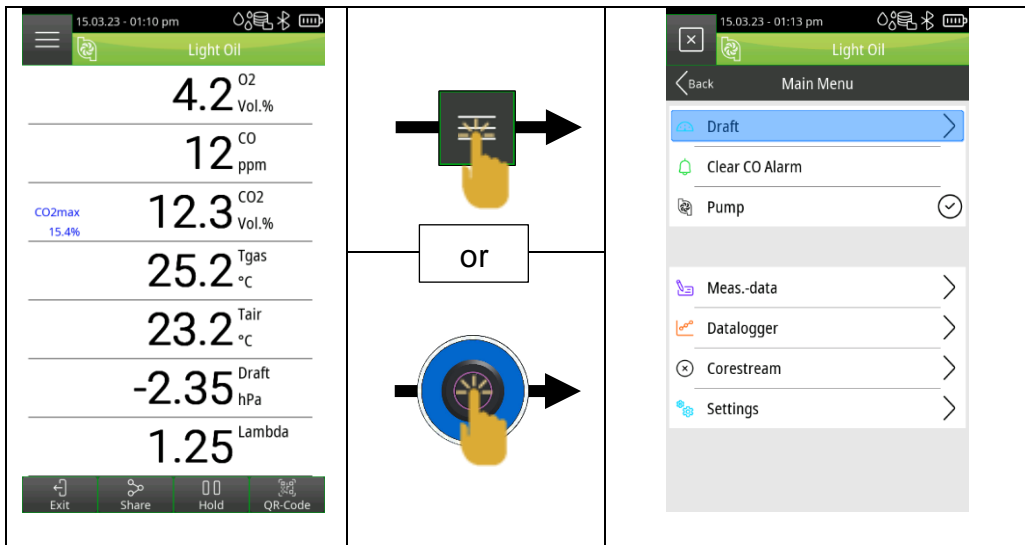 15.03.23 - 01:10 pm
Light Oil
4.2 O2 Vol.%
12 CO ppm
CO2max 15.4% 12.3 CO2 Vol.%
25.2 Tgas °C
23.2 Tair °C
-2.35 Draft hPa
1.25 Lambda
Exit Share Hold QR-Code
or
15.03.23 - 01:13 pm
Light Oil
Back Main Menu
Draft
Clear CO Alarm
Pump
Meas.-data
Datalogger
Corestream
Settings